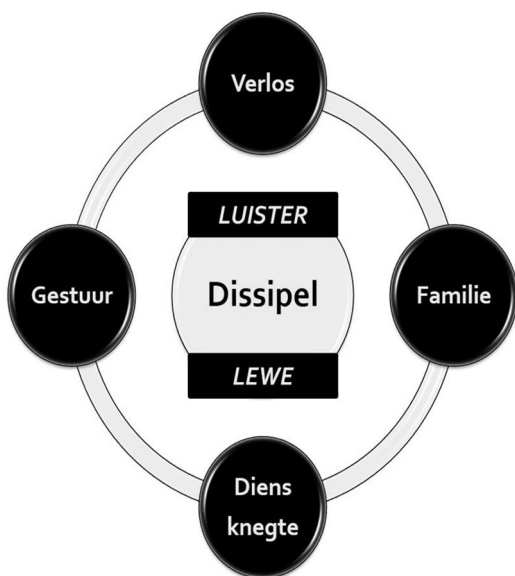 Verlos
LUISTER
Gestuur
Dissipel
Familie
LEWE
Diens
knegte